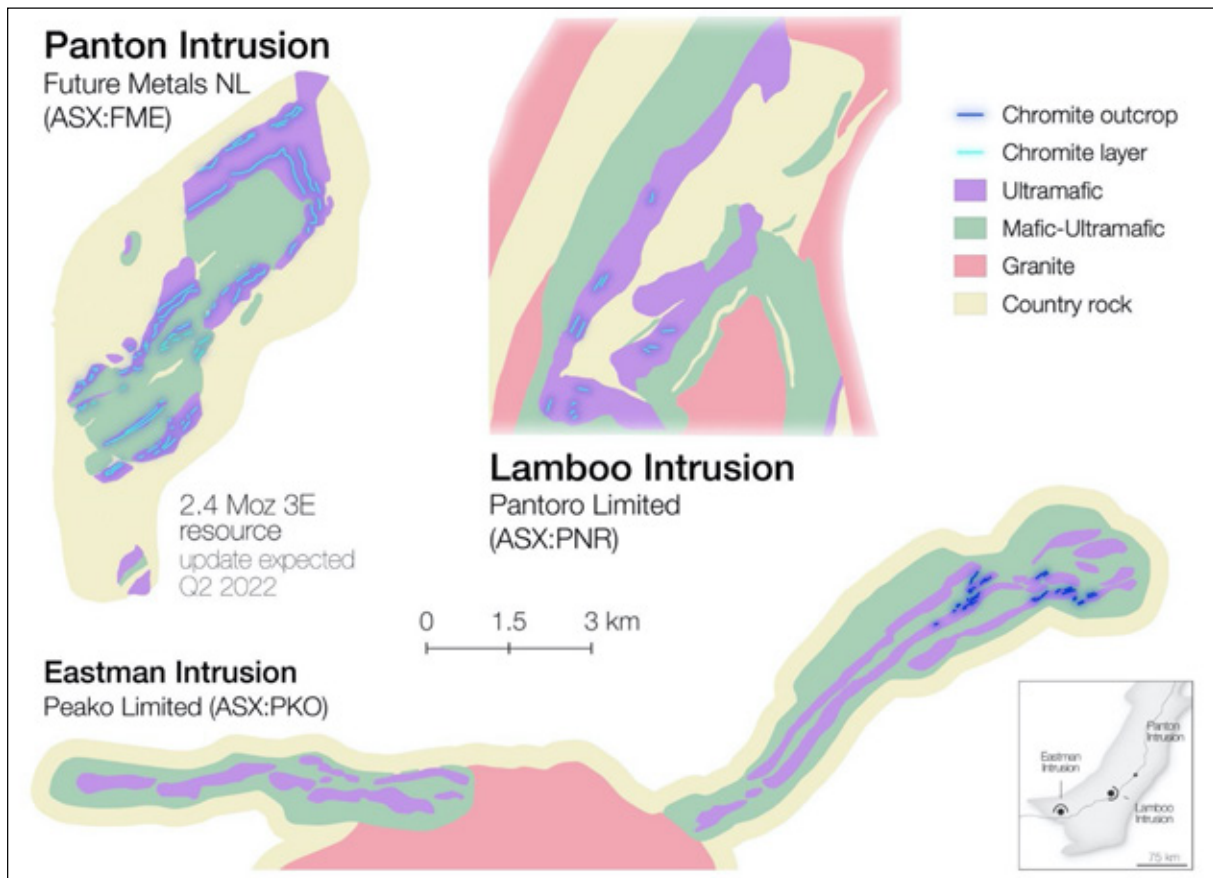 Panton Intrusion
Future Metals NL
(ASX:FME)
Chromite outcrop
Chromite layer
Ultramafic
Mafic-Ultramafic
Granite
Country rock
2.4 Moz 3E
resource
update expected
Q2 2022
Lamboo Intrusion
Pantoro Limited
(ASX:PNR)
0 1.5 3 km
Eastman Intrusion
Peako Limited (ASX:PKO)
Panton
Intrusion
Eastman
Intrusion
Lamboo
Intrusion
75 km